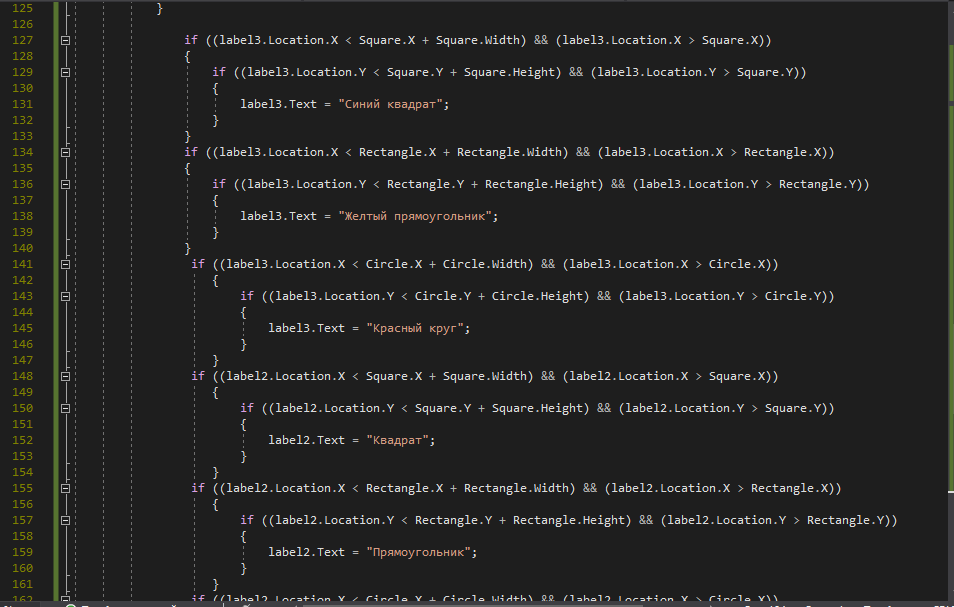 125 }
126
127 if ((label3.Location.X < Square.X + Square.Width) && (label3.Location.X > Square.X))
128 {
129 if ((label3.Location.Y < Square.Y + Square.Height) && (label3.Location.Y > Square.Y))
130 {
131 label3.Text = "Синий квадрат";
132 }
133 }
134 if ((label3.Location.X < Rectangle.X + Rectangle.Width) && (label3.Location.X > Rectangle.X))
135 {
136 if ((label3.Location.Y < Rectangle.Y + Rectangle.Height) && (label3.Location.Y > Rectangle.Y))
137 {
138 label3.Text = "Желтый прямоугольник";
139 }
140 }
141 if ((label3.Location.X < Circle.X + Circle.Width) && (label3.Location.X > Circle.X))
142 {
143 if ((label3.Location.Y < Circle.Y + Circle.Height) && (label3.Location.Y > Circle.Y))
144 {
145 label3.Text = "Красный круг";
146 }
147 }
148 if ((label2.Location.X < Square.X + Square.Width) && (label2.Location.X > Square.X))
149 {
150 if ((label2.Location.Y < Square.Y + Square.Height) && (label2.Location.Y > Square.Y))
151 {
152 label2.Text = "Квадрат";
153 }
154 }
155 if ((label2.Location.X < Rectangle.X + Rectangle.Width) && (label2.Location.X > Rectangle.X))
156 {
157 if ((label2.Location.Y < Rectangle.Y + Rectangle.Height) && (label2.Location.Y > Rectangle.Y))
158 {
159 label2.Text = "Прямоугольник";
160 }
161 }
162 if ((label2.Location.X < Circle.X + Circle.Width) && (label2.Location.X > Circle.X))